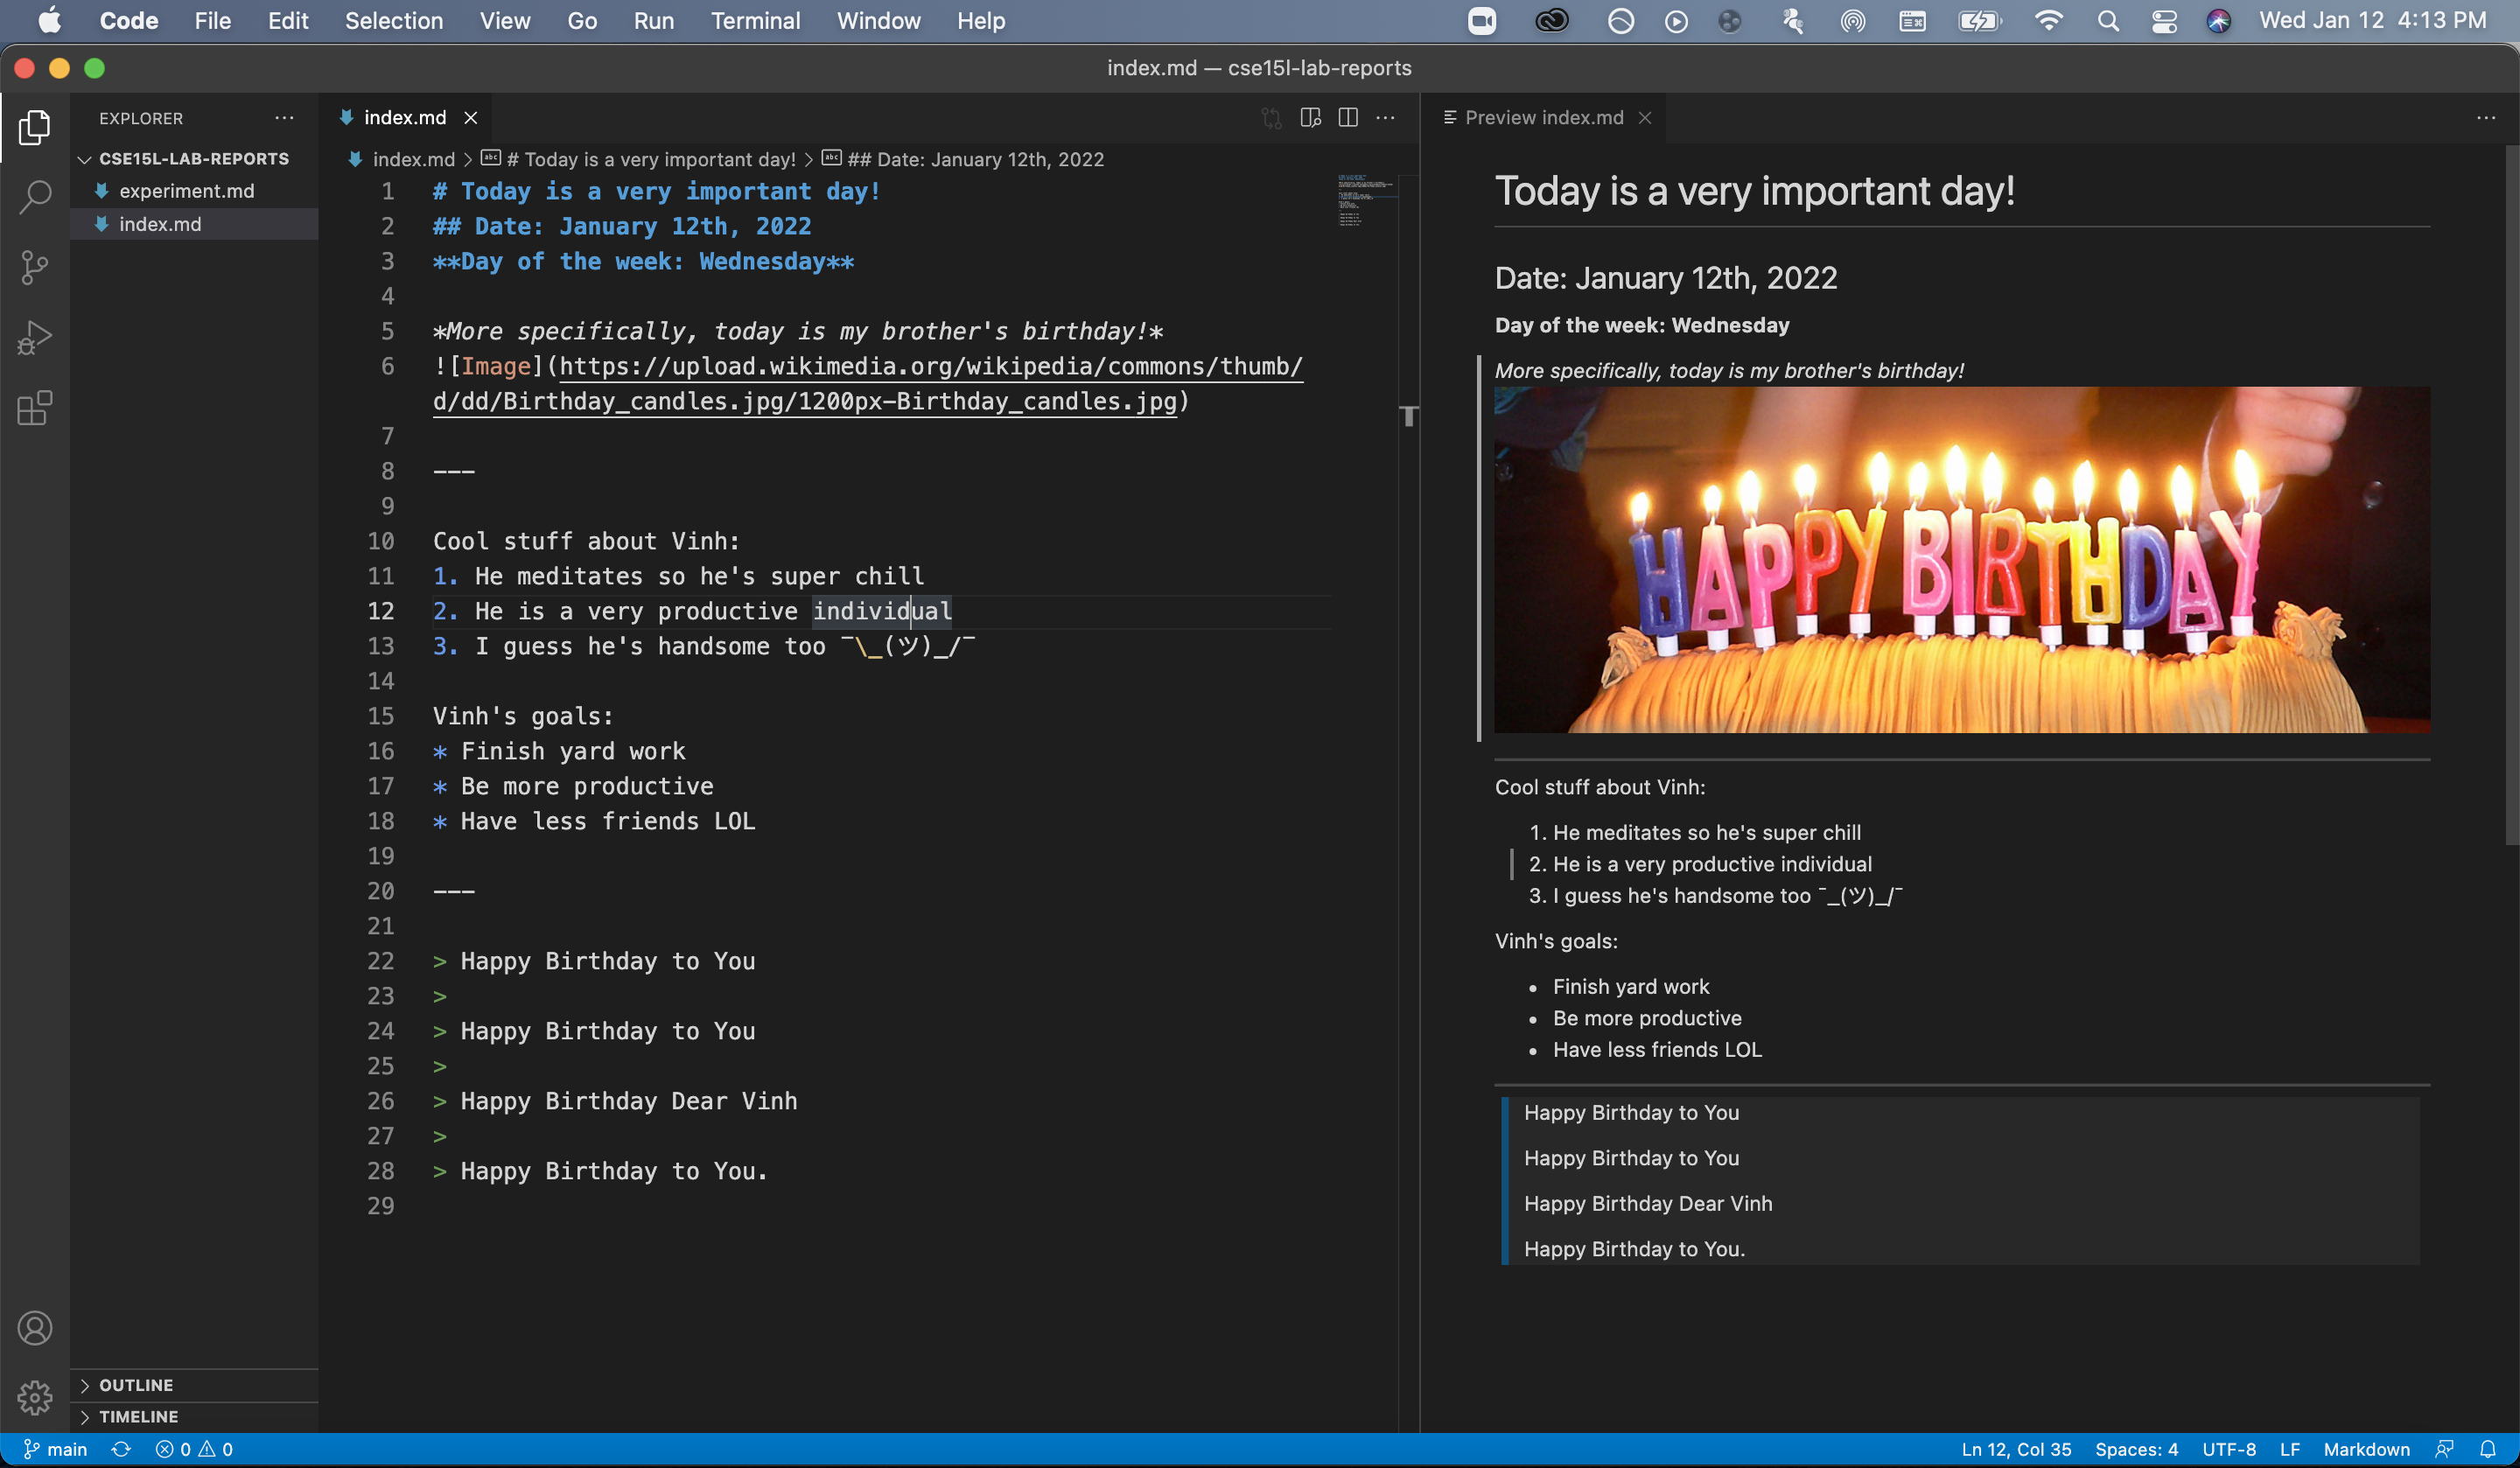 Code File Edit Selection View Go Run Terminal Window Help Wed Jan 12 4:13 PM
index.md — cse15l-lab-reports
EXPLORER
CSE15L-LAB-REPORTS
experiment.md
index.md
OUTLINE
TIMELINE
index.md
index.md > # Today is a very important day! > ## Date: January 12th, 2022
1 # Today is a very important day!
2 ## Date: January 12th, 2022
3 **Day of the week: Wednesday**
4
5 *More specifically, today is my brother's birthday!*
6 ![Image](https://upload.wikimedia.org/wikipedia/commons/thumb/
d/dd/Birthday_candles.jpg/1200px-Birthday_candles.jpg)
7
8 ---
9
10 Cool stuff about Vinh:
11 1. He meditates so he's super chill
12 2. He is a very productive individual
13 3. I guess he's handsome too ¯\_(ツ)_/¯
14
15 Vinh's goals:
16 * Finish yard work
17 * Be more productive
18 * Have less friends LOL
19
20 ---
21
22 > Happy Birthday to You
23 >
24 > Happy Birthday to You
25 >
26 > Happy Birthday Dear Vinh
27 >
28 > Happy Birthday to You.
29
Preview index.md
Today is a very important day!
Date: January 12th, 2022
Day of the week: Wednesday
More specifically, today is my brother's birthday!
HAPPY BIRTHDAY
Cool stuff about Vinh:
1. He meditates so he's super chill
2. He is a very productive individual
3. I guess he's handsome too ¯_(ツ)_/¯
Vinh's goals:
• Finish yard work
• Be more productive
• Have less friends LOL
Happy Birthday to You
Happy Birthday to You
Happy Birthday Dear Vinh
Happy Birthday to You.
main 0 0 Ln 12, Col 35 Spaces: 4 UTF-8 LF Markdown